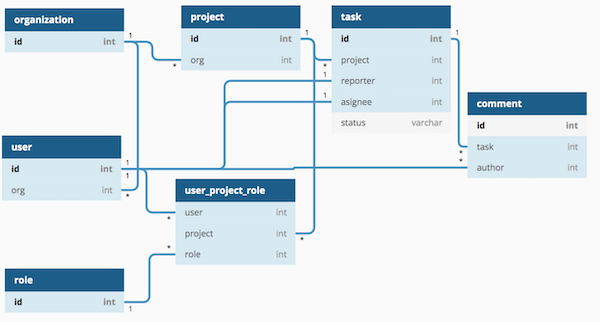 organization
id int
project
id int
org int
task
id int
project int
reporter int
asignee int
status varchar
comment
id int
task int
author int
user
id int
org int
user_project_role
user int
project int
role int
role
id int
1
1
1
1
1
1
1
1
*
*
*
*
*
*
*
*